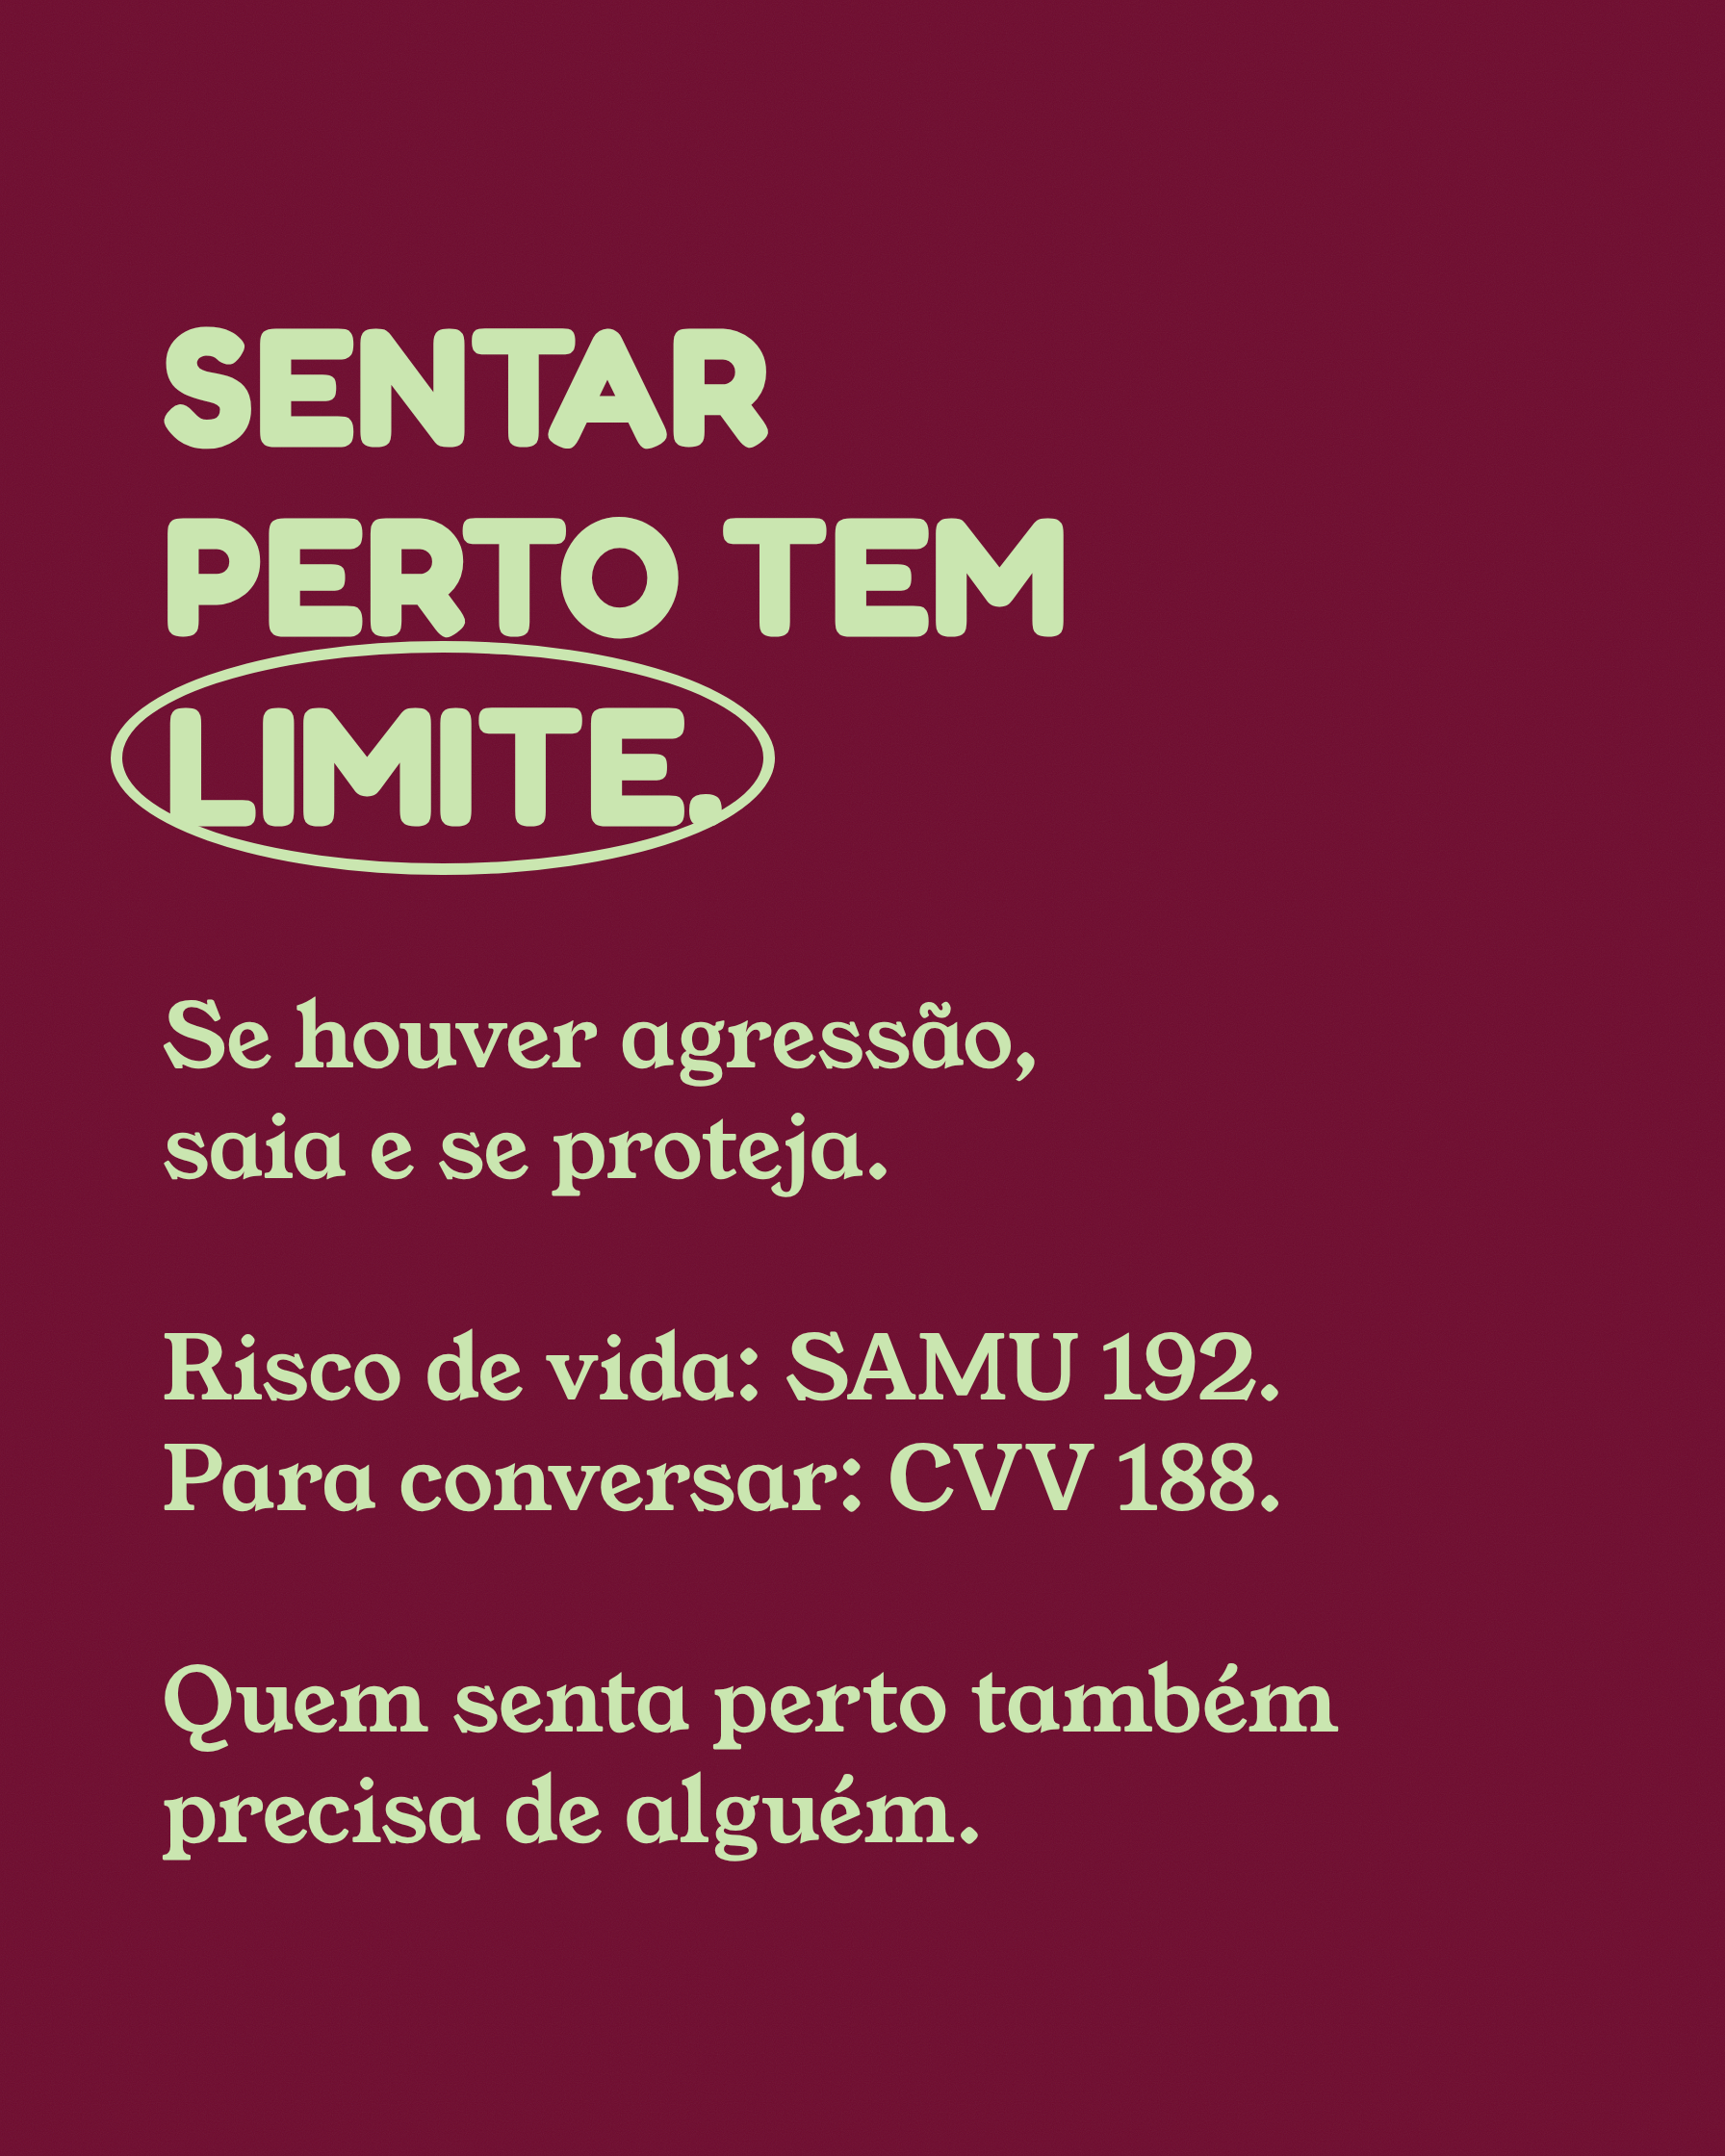 SENTAR
PERTO TEM
LIMITE.
Se houver agressão,
saia e se proteja.
Risco de vida: SAMU 192.
Para conversar: CVV 188.
Quem senta perto também
precisa de alguém.